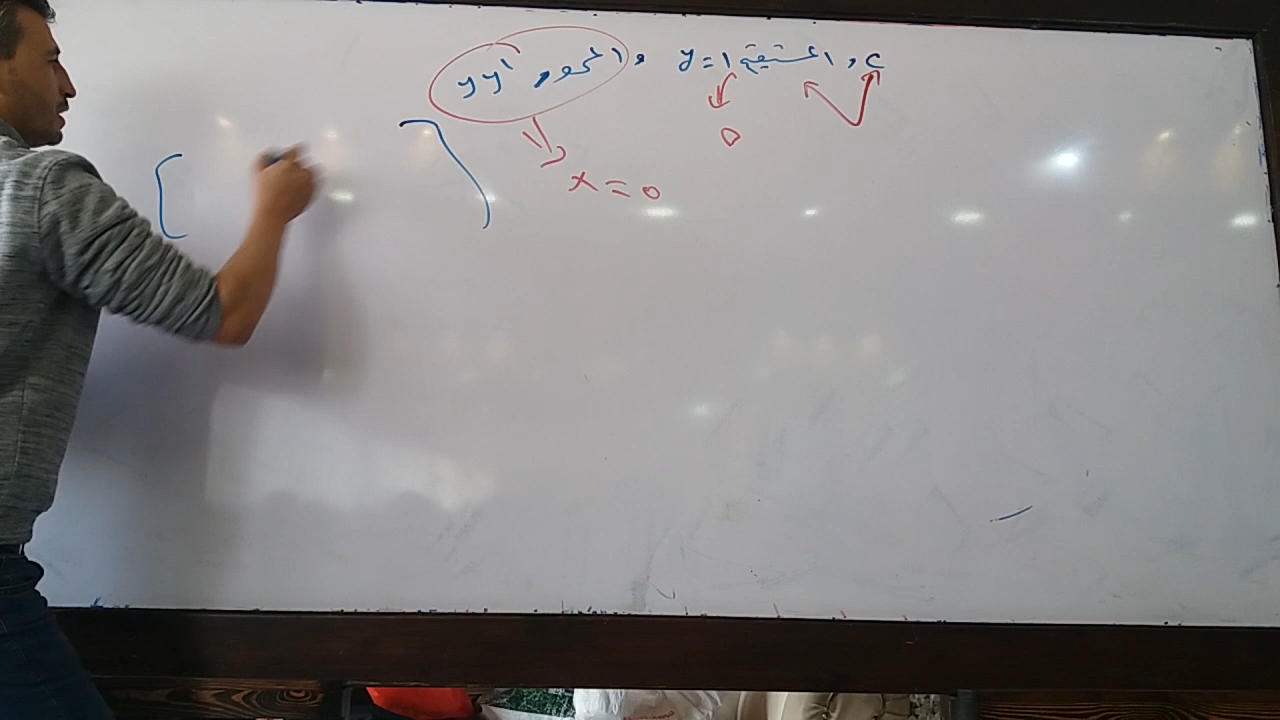 c , المستقيم y = 1 , المحور yy'
0
x = 0